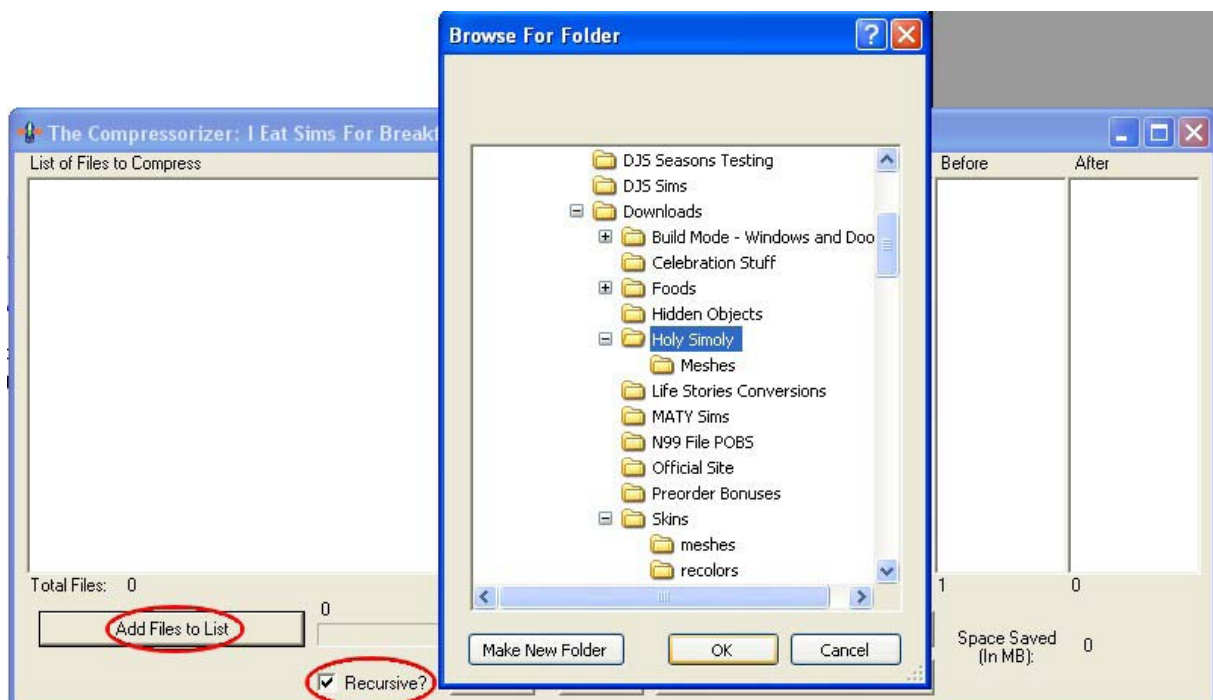 Browse For Folder
The Compressorizer: I Eat Sims For Breakf
List of Files to Compress
Before
After
DJS Seasons Testing
DJS Sims
Downloads
Build Mode - Windows and Doo
Celebration Stuff
Foods
Hidden Objects
Holy Simoly
Meshes
Life Stories Conversions
MATY Sims
N99 File POBS
Official Site
Preorder Bonuses
Skins
meshes
recolors
Total Files: 0
1
0
Add Files to List
0
Make New Folder
OK
Cancel
Space Saved
(In MB):
0
Recursive?